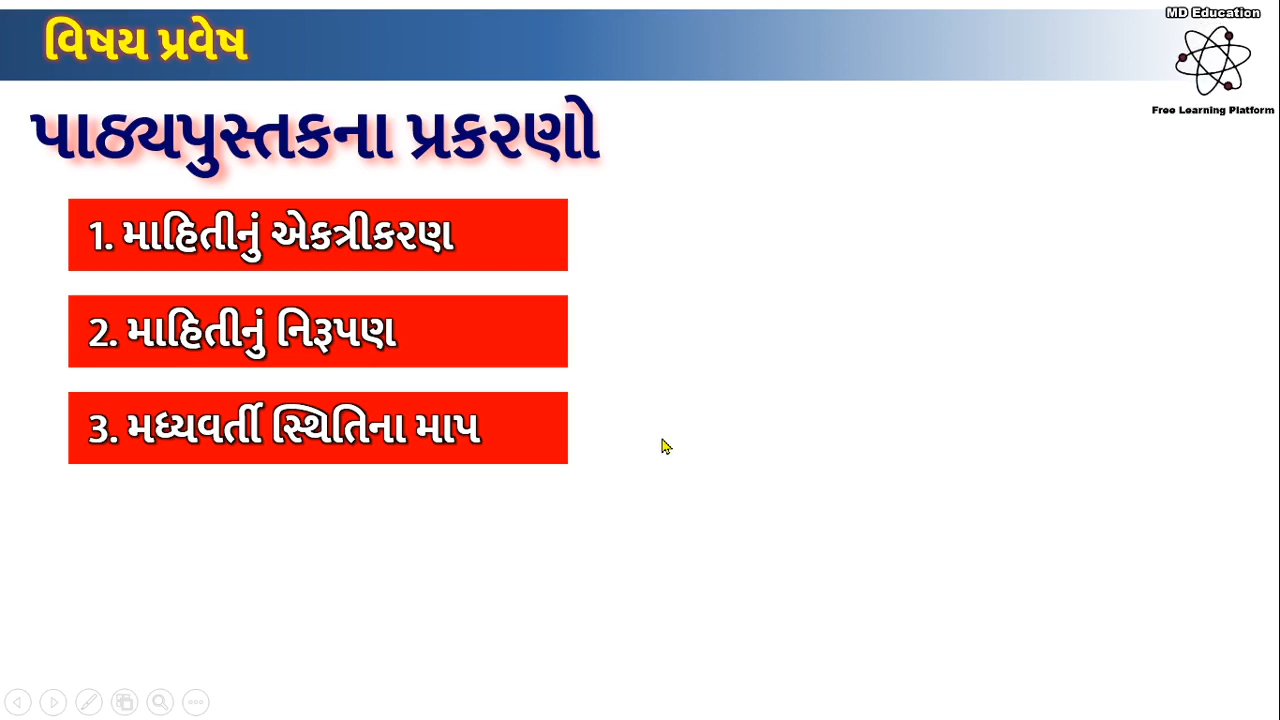 વિષય પ્રવેષ
MD Education
Free Learning Platform
પાઠ્યપુસ્તકના પ્રકરણો
1. માહિતીનું એકત્રીકરણ
2. માહિતીનું નિરૂપણ
3. મધ્યવર્તી સ્થિતિના માપ